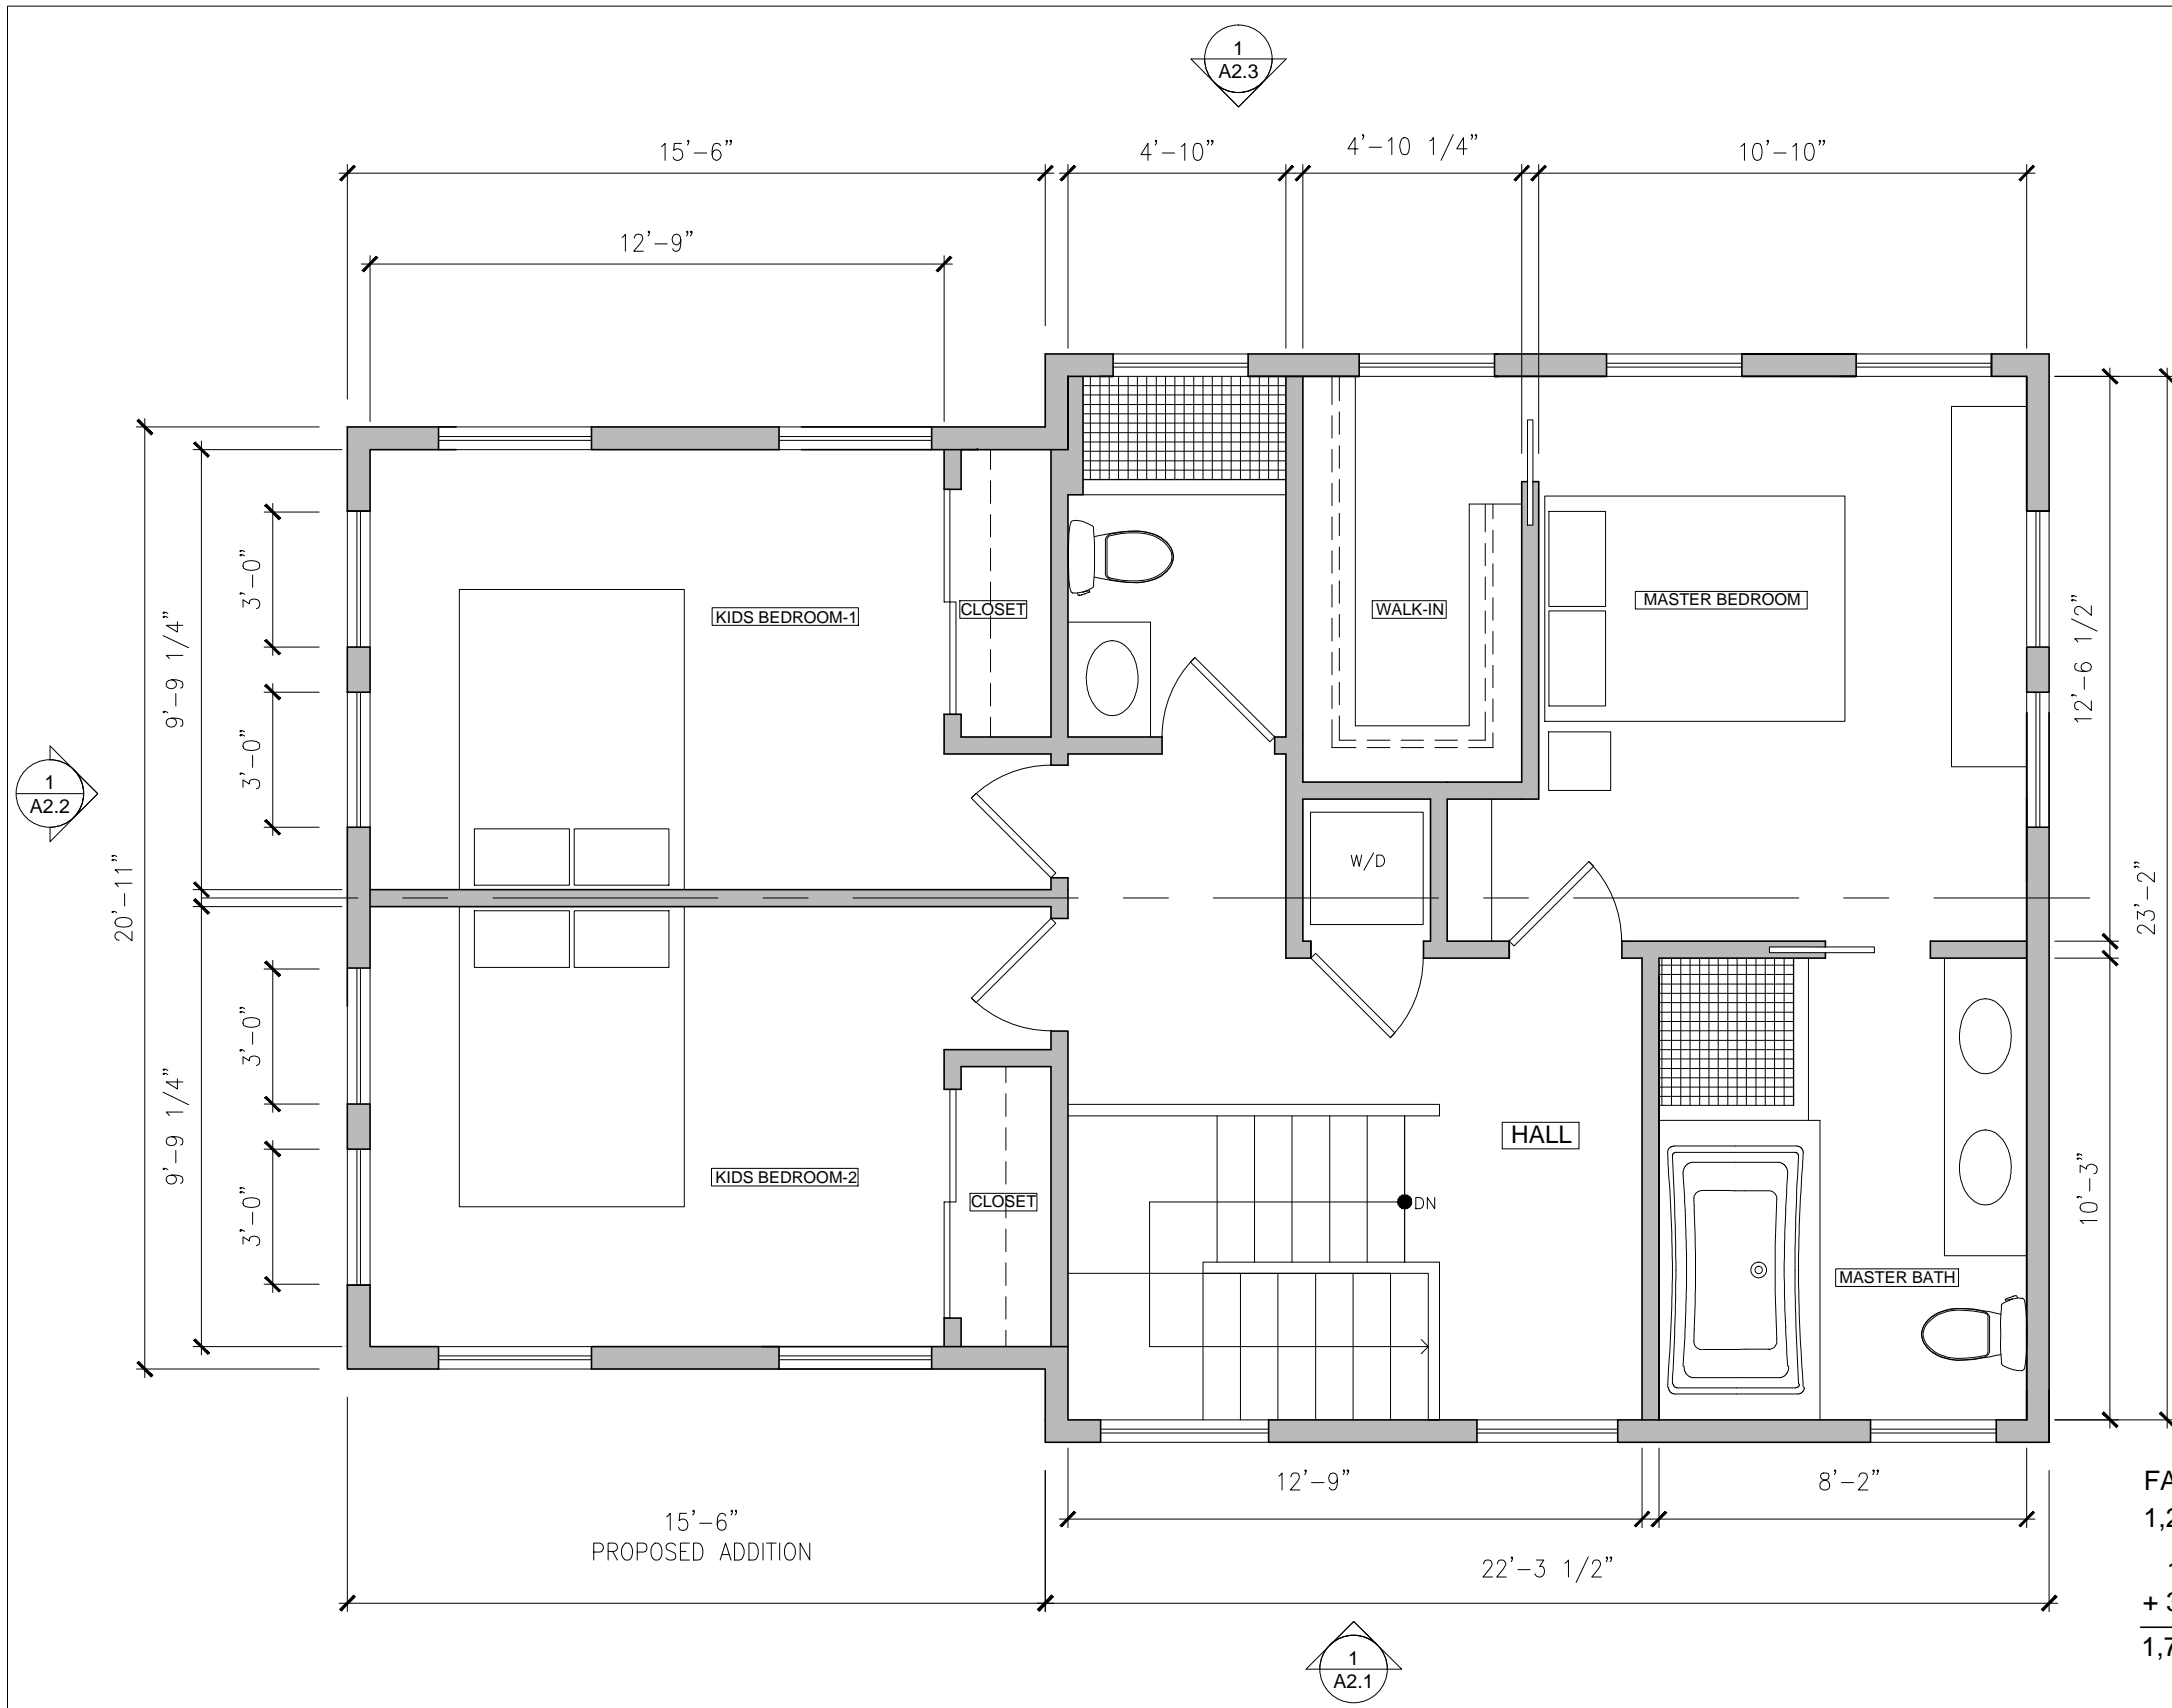 1
A2.3
15'-6"
4'-10"
4'-10 1/4"
10'-10"
12'-9"
3'-0"
9'-9 1/4"
3'-0"
KIDS BEDROOM-1
CLOSET
WALK-IN
MASTER BEDROOM
12'-6 1/2"
1
A2.2
20'-11"
W/D
23'-2"
3'-0"
9'-9 1/4"
3'-0"
KIDS BEDROOM-2
CLOSET
DN
HALL
MASTER BATH
10'-3"
12'-9"
8'-2"
15'-6"
PROPOSED ADDITION
22'-3 1/2"
1
A2.1